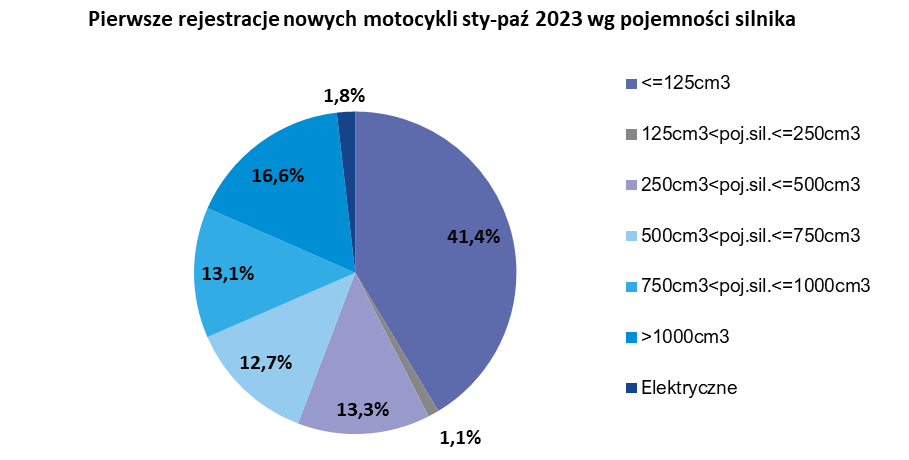 Pierwsze rejestracje nowych motocykli sty-paź 2023 wg pojemności silnika
1,8%
16,6%
41,4%
13,1%
12,7%
13,3%
1,1%
<=125cm3
125cm3<poj.sil.<=250cm3
250cm3<poj.sil.<=500cm3
500cm3<poj.sil.<=750cm3
750cm3<poj.sil.<=1000cm3
>1000cm3
Elektryczne